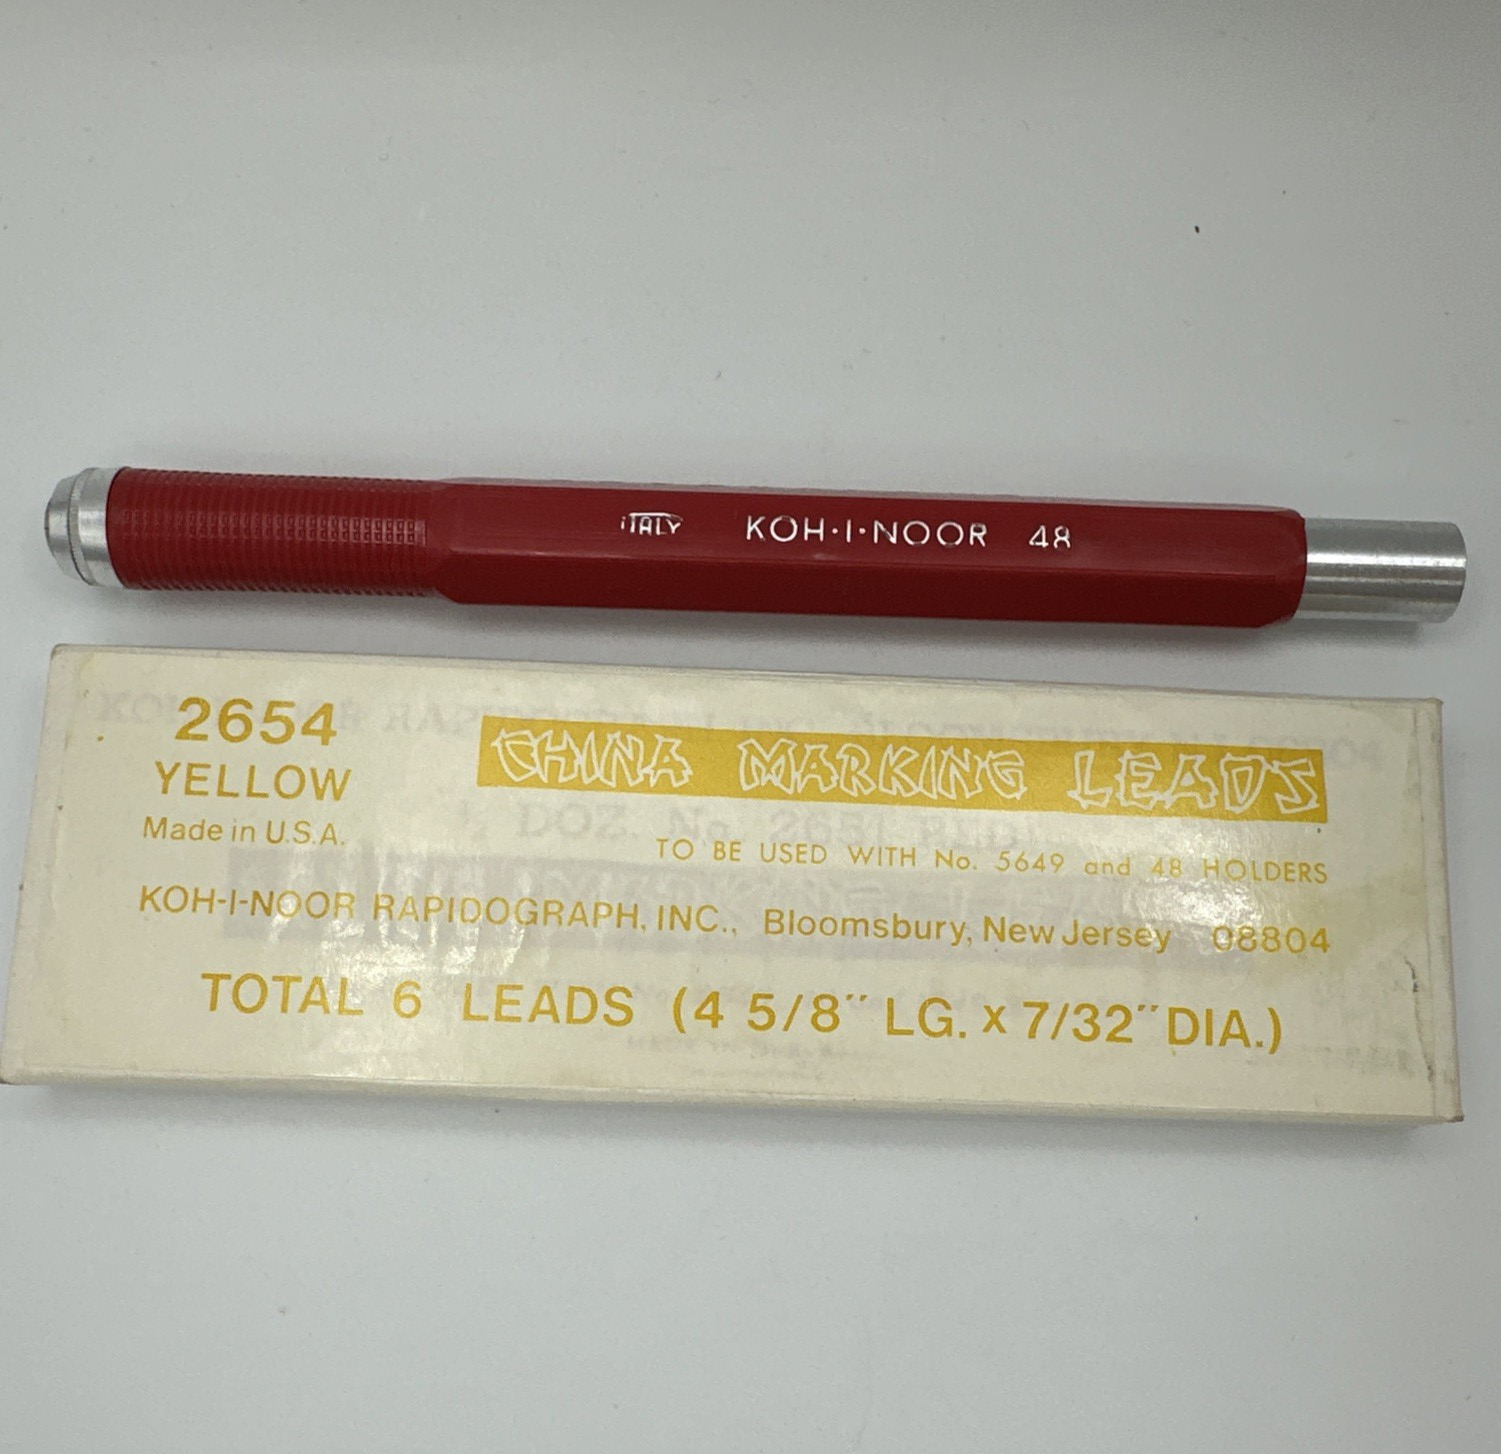 ITALY KOH·I·NOOR 48
2654
YELLOW
Made in U.S.A.
CHINA MARKING LEADS
TO BE USED WITH No. 5649 and 48 HOLDERS
KOH-I-NOOR RAPIDOGRAPH, INC., Bloomsbury, New Jersey 08804
TOTAL 6 LEADS (4 5/8″ LG. x 7/32″ DIA.)